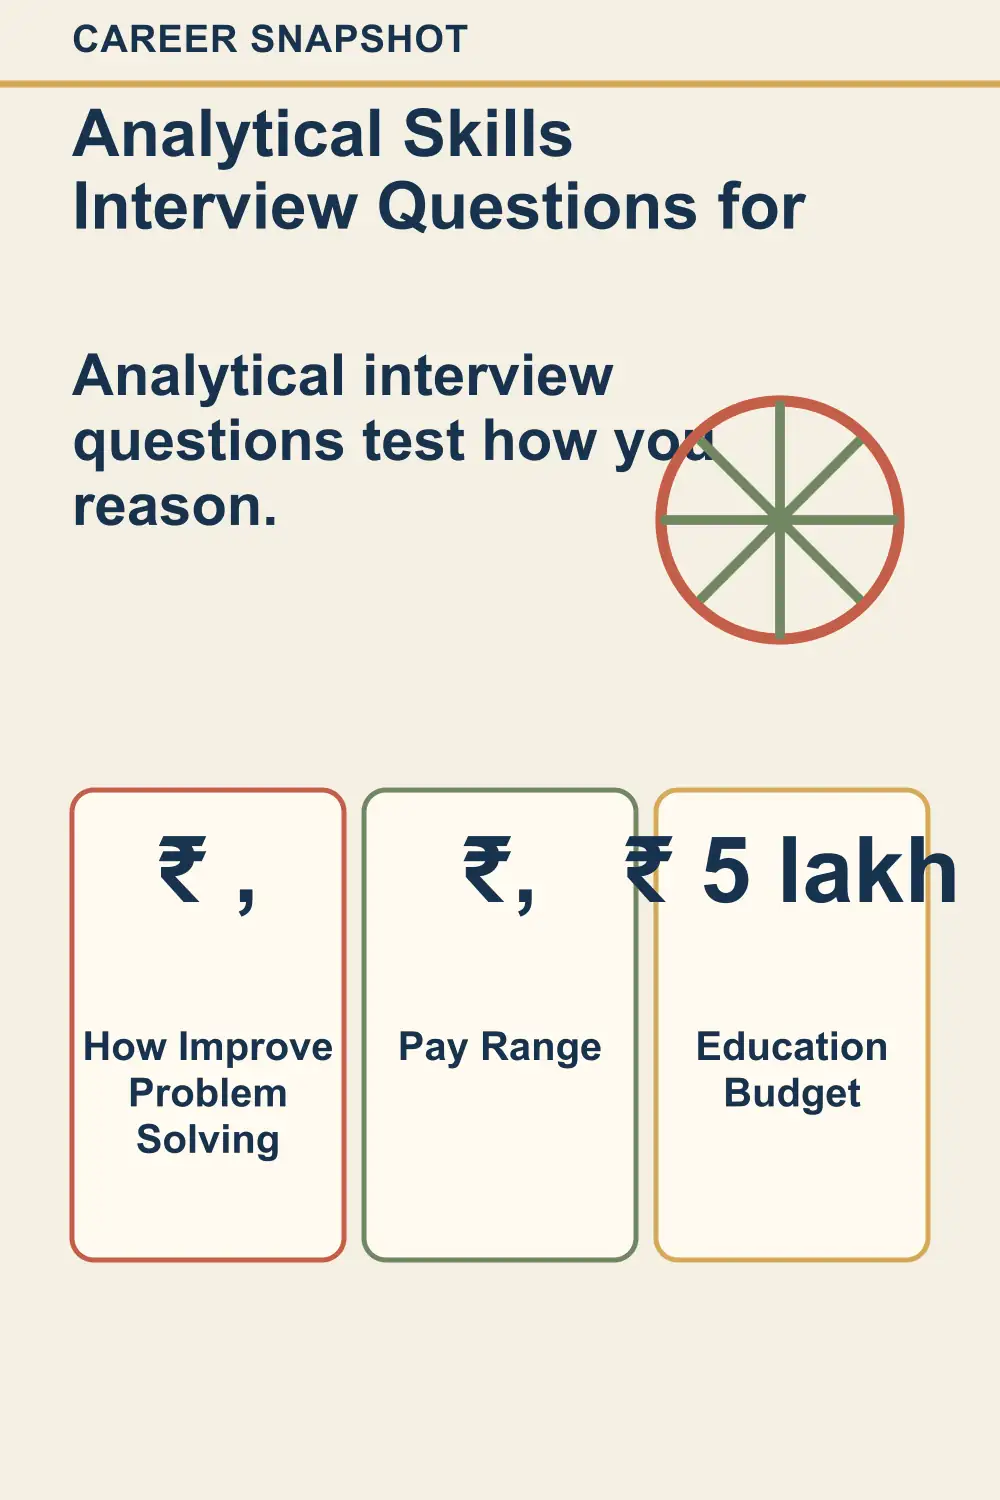 CAREER SNAPSHOT
Analytical Skills
Interview Questions for
Analytical interview
questions test how you
reason.
₹ ,
₹,
₹ 5 lakh
How Improve
Problem
Solving
Pay Range
Education
Budget